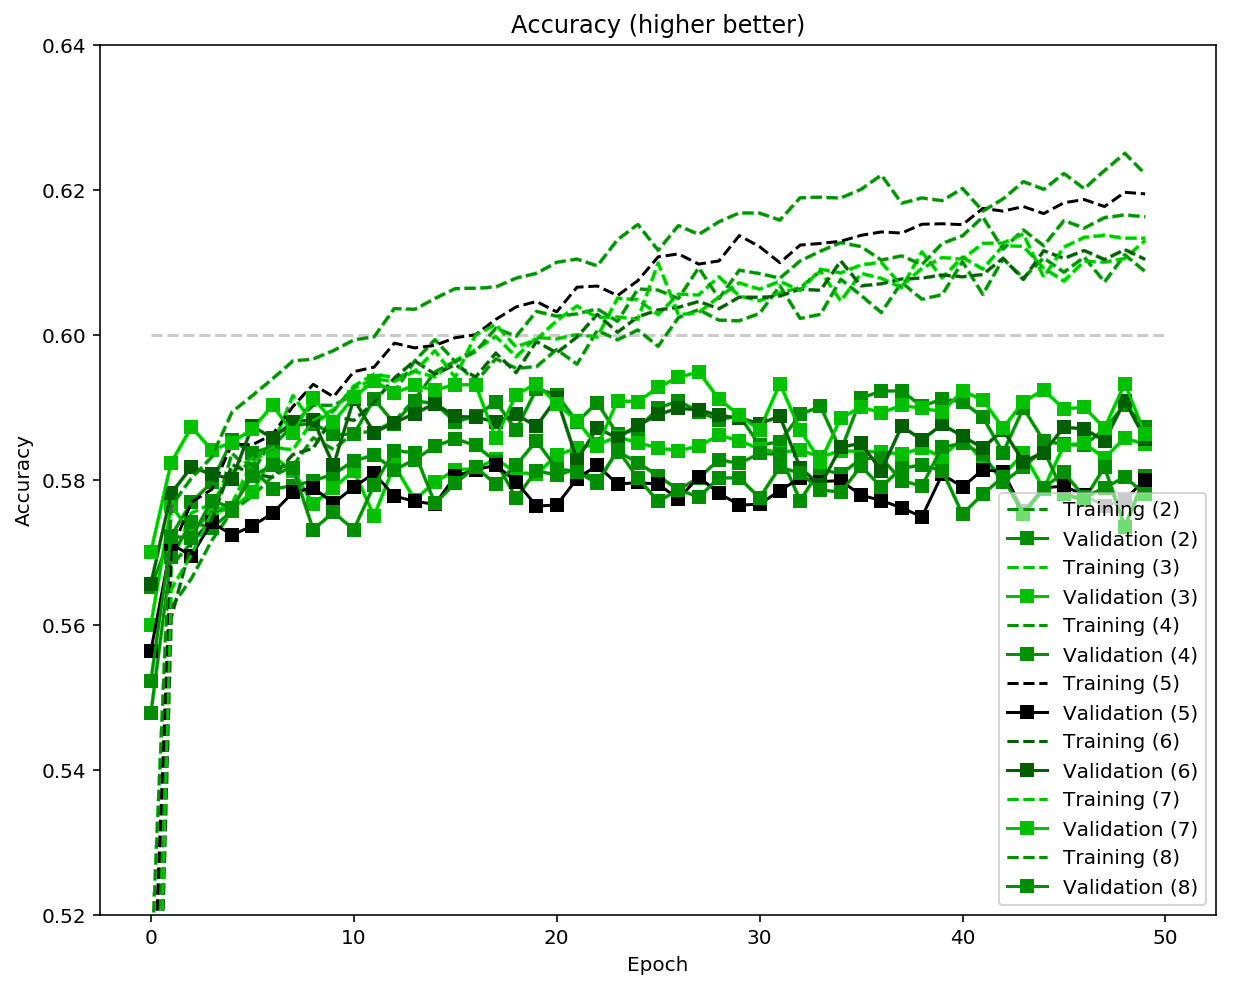 Accuracy (higher better)
0.64
0.62
0.60
0.58
0.56
0.54
0.52
Accuracy
0
10
20
30
40
50
Epoch
Training (2)
Validation (2)
Training (3)
Validation (3)
Training (4)
Validation (4)
Training (5)
Validation (5)
Training (6)
Validation (6)
Training (7)
Validation (7)
Training (8)
Validation (8)